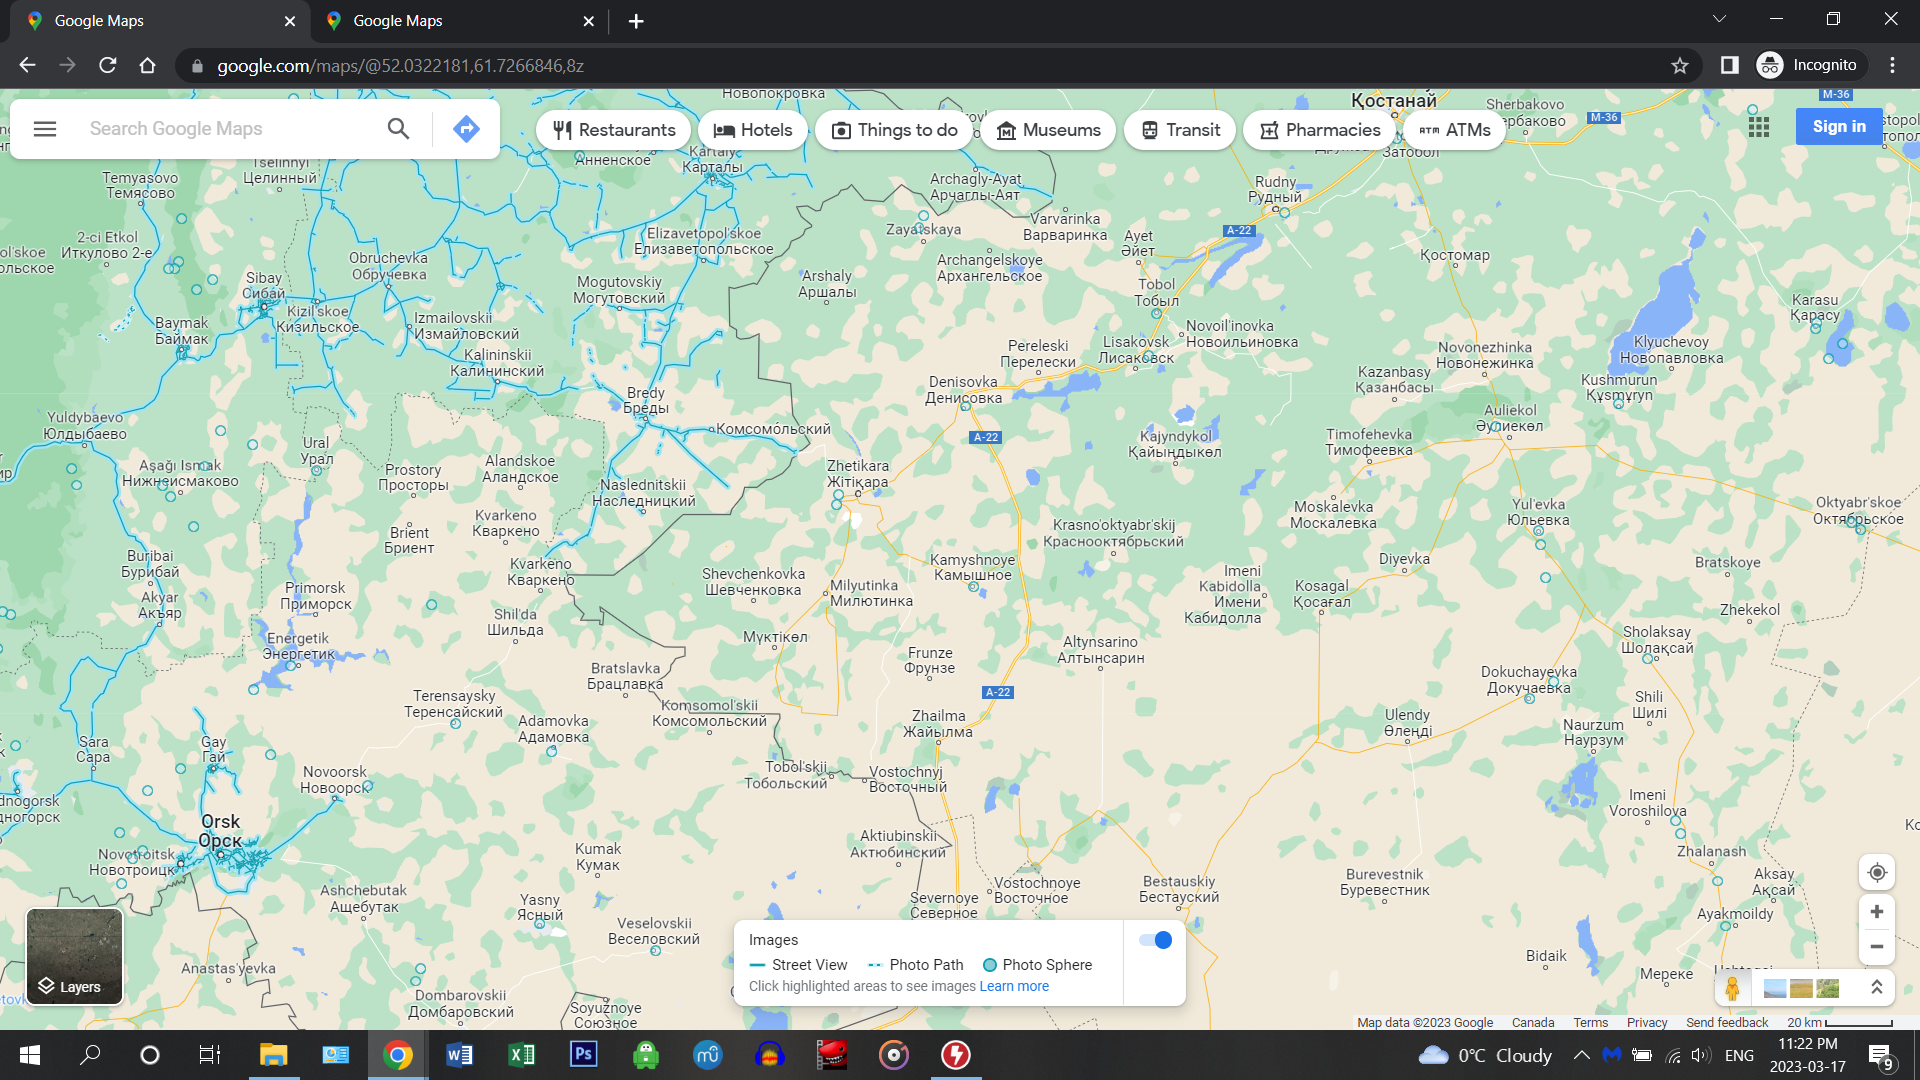 Google Maps
Google Maps
google.com/maps/@52.0322181,61.7266846,8z
Incognito
Search Google Maps
Restaurants
Hotels
Things to do
Museums
Transit
Pharmacies
ATMs
Sign in
Новопокровка
Қостанай
Sherbakovo
M-36
M-36
Затобол
Tselinnyi
Целинный
Анненское
Kartaly
Карталы
Temyasovo
Темясово
Archagly-Ayat
Арчаглы-Аят
Rudny
Рудный
2-ci Etkol
Иткулово 2-е
Elizavetopol'skoe
Елизаветопольское
Zayatskaya
Varvarinka
Варваринка
Ayet
Әйет
A-22
Қостомар
Obruchevka
Обручевка
Archangelskoye
Архангельское
Sibay
Сибай
Mogutovskiy
Могутовский
Arshaly
Аршалы
Tobol
Тобыл
Karasu
Қарасу
Kizil'skoe
Кизильское
Izmailovskii
Измайловский
Baymak
Баймак
Novoil'inovka
Новоильиновка
Pereleski
Перелески
Lisakovsk
Лисаковск
Novonezhinka
Новонежинка
Klyuchevoy
Новопавловка
Kalininskii
Калининский
Kazanbasy
Қазанбасы
Kushmurun
Құсмұрун
Bredy
Бреды
Denisovka
Денисовка
Auliekol
Әулиекөл
Yuldybaevo
Юлдыбаево
Комсомо́льский
A-22
Kajyndykol
Қайыңдыкөл
Timofehevka
Тимофеевка
Ural
Урал
Aşağı Ismak
Нижнеисмаково
Prostory
Просторы
Alandskoe
Аландское
Zhetikara
Жітіқара
Naslednitskii
Наследницкий
Moskalevka
Москалевка
Yul'evka
Юльевка
Oktyabr'skoe
Октябрьское
Kvarkeno
Кваркено
Krasno'oktyabr'skij
Краснооктябрьский
Brient
Бриент
Buribai
Бурибай
Kvarkeno
Кваркено
Kamyshnoye
Камышное
Diyevka
Bratskoye
Shevchenkovka
Шевченковка
Imeni
Kabidolla
Имени
Кабидолла
Kosagal
Қосағал
Primorsk
Приморск
Milyutinka
Милютинка
Akyar
Акъяр
Zhekekol
Shil'da
Шильда
Мүктікөл
Energetik
Энергетик
Altynsarino
Алтынсарин
Sholaksay
Шолақсай
Frunze
Фрунзе
Bratslavka
Брацлавка
Dokuchayevka
Докучаевка
Terensaysky
Теренсайский
A-22
Shili
Шилі
Komsomol'skii
Комсомольский
Adamovka
Адамовка
Zhailma
Жайылма
Ulendy
Өлеңді
Naurzum
Наурзум
Sara
Сара
Gay
Гай
Novoorsk
Новоорск
Tobol'skii
Тобольский
Vostochnyj
Восточный
Imeni
Voroshilova
Orsk
Орск
Aktiubinskii
Актюбинский
Kumak
Кумак
Novotroitsk
Новотроицк
Zhalanash
Vostochnoye
Восточное
Bestauskiy
Бестауский
Burevestnik
Буревестник
Aksay
Ақсай
Ashchebutak
Ащебутак
Yasny
Ясный
Severnoye
Северное
Ayakmoildy
Veselovskii
Веселовский
Bidaik
Anastas'yevka
Мереке
Dombarovskii
Домбаровский
Soyuznoye
Союзное
Layers
Images
Street View
Photo Path
Photo Sphere
Click highlighted areas to see images Learn more
Map data ©2023 Google
Canada
Terms
Privacy
Send feedback
20 km
0°C Cloudy
ENG
11:22 PM
2023-03-17
9